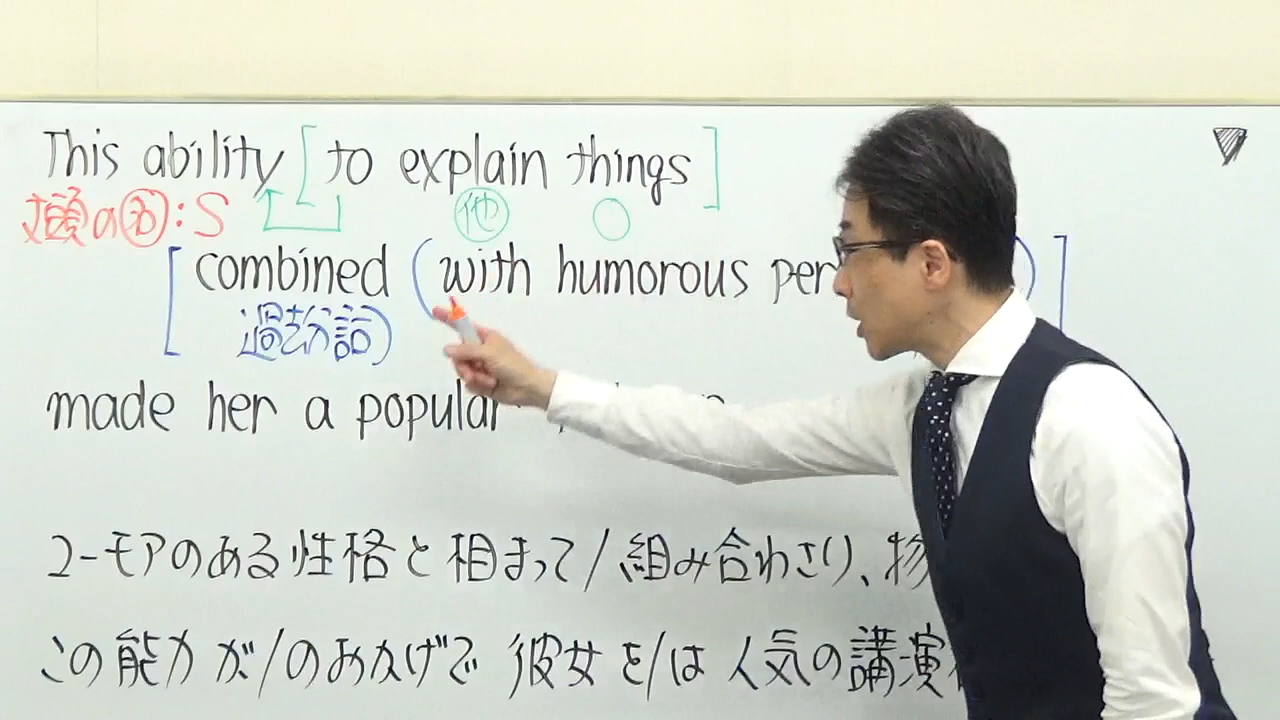 This ability [to explain things]
文頭の名:S 他
[combined (with humorous per ) ]
過去分詞)
made her a popular
ユーモアのある性格と相まって/組み合わさり、物
この能力が/のおかげで 彼女を/は人気の講演